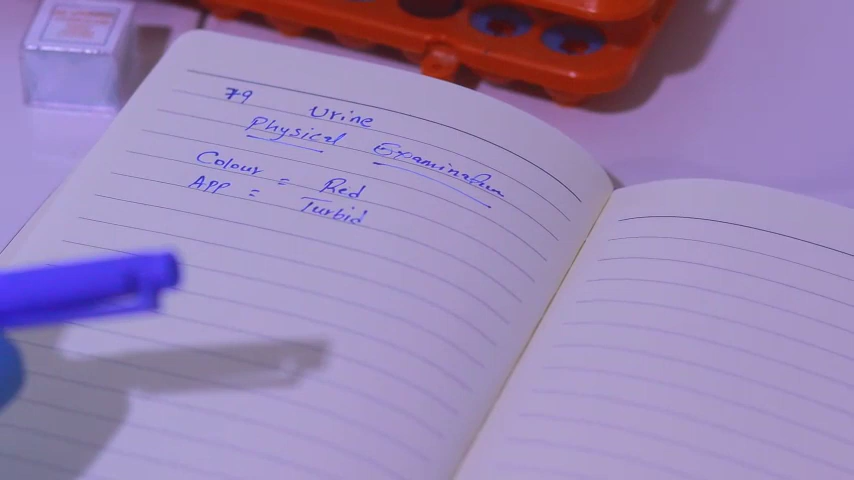 79 Urine
Physical Examination
Colour = Red
APP = Turbid